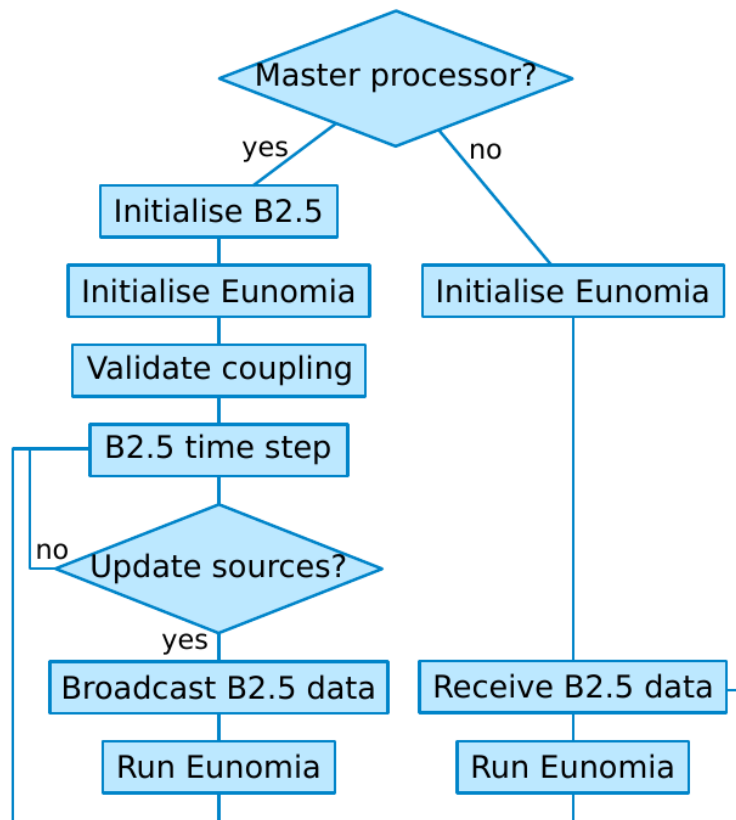 Master processor?
yes
no
Initialise B2.5
Initialise Eunomia
Initialise Eunomia
Validate coupling
B2.5 time step
no
Update sources?
yes
Broadcast B2.5 data
Receive B2.5 data
Run Eunomia
Run Eunomia